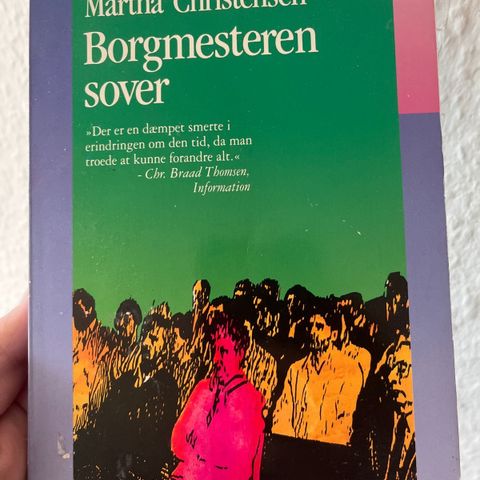 Martha Christensen
Borgmesteren
sover
»Der er en dæmpet smerte i
erindringen om den tid, da man
troede at kunne forandre alt.«
- Chr. Braad Thomsen,
Information